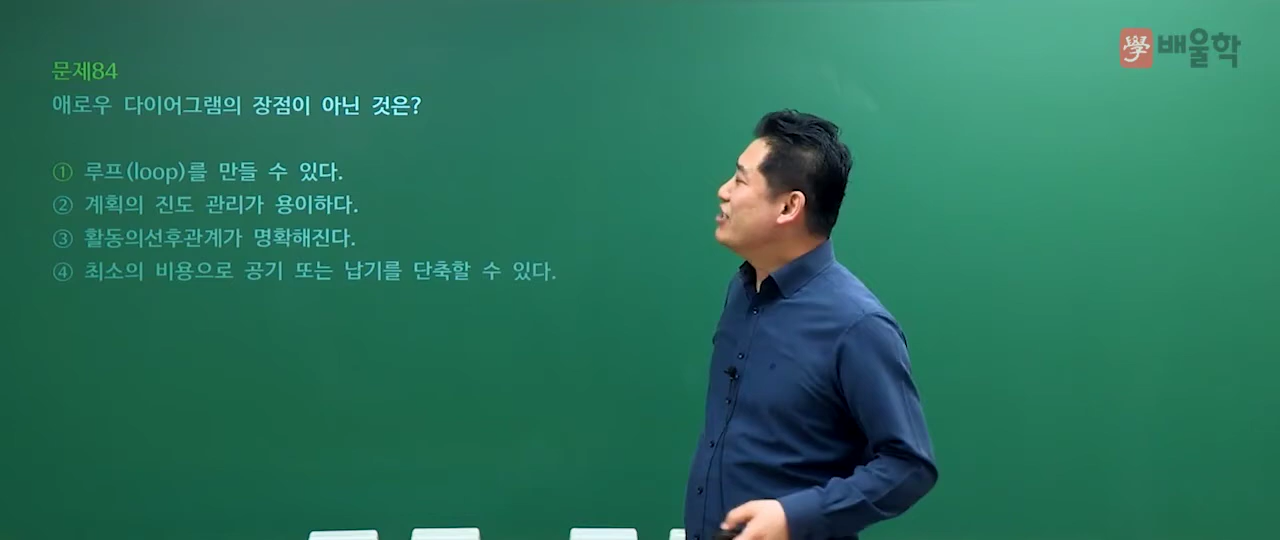 學 배울학
문제84
애로우 다이어그램의 장점이 아닌 것은?
① 루프(loop)를 만들 수 있다.
② 계획의 진도 관리가 용이하다.
③ 활동의선후관계가 명확해진다.
④ 최소의 비용으로 공기 또는 납기를 단축할 수 있다.